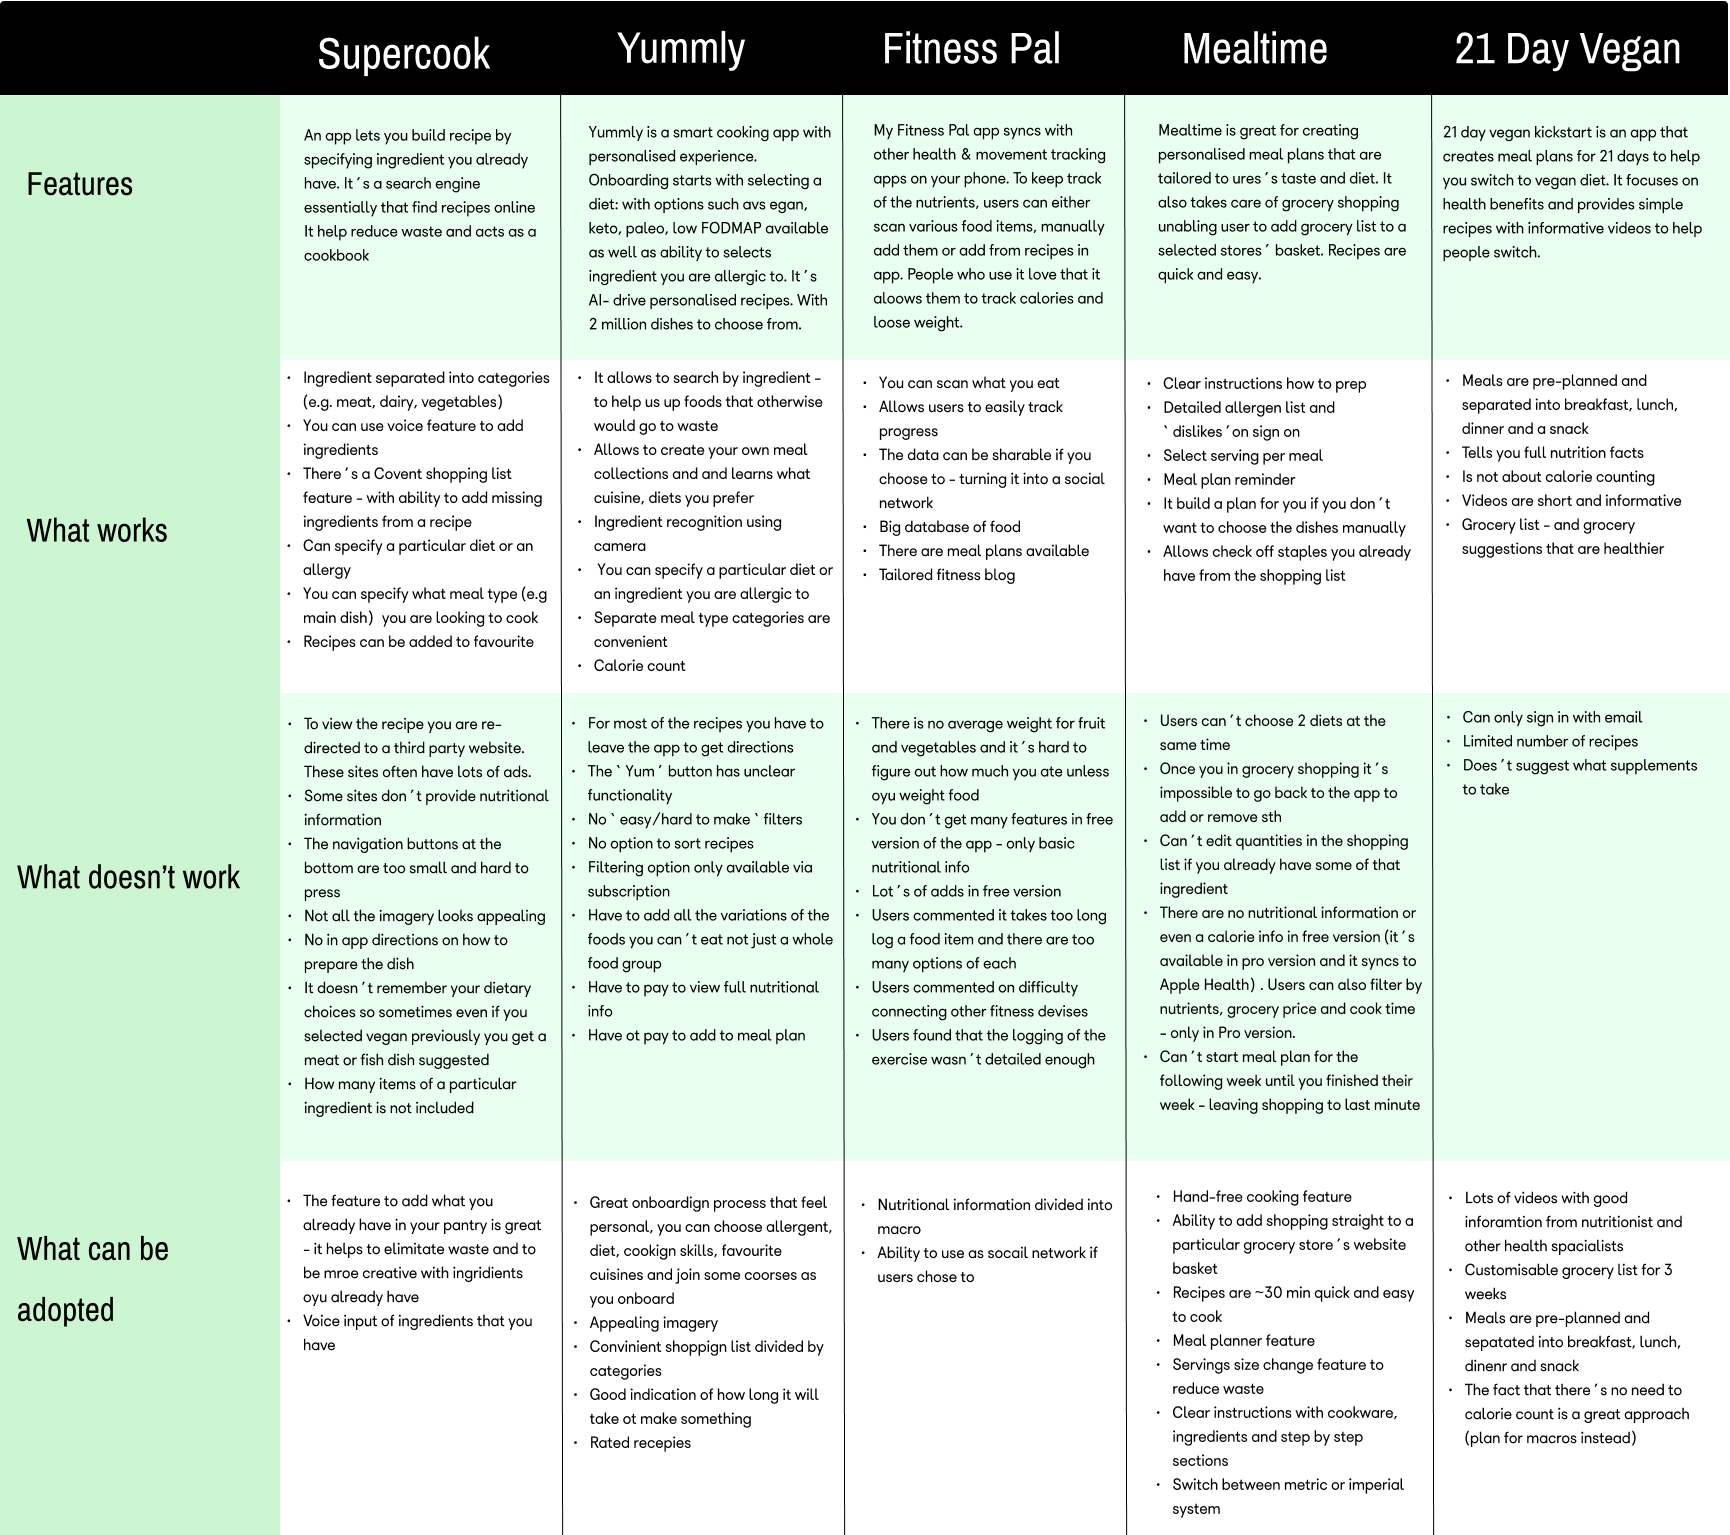 Supercook
Yummly
Fitness Pal
Mealtime
21 Day Vegan
Features
An app lets you build recipe by
specifying ingredient you already
have. It ´s a search engine
essentially that find recipes online
It help reduce waste and acts as a
cookbook
Yummly is a smart cooking app with
personalised experience.
Onboarding starts with selecting a
diet: with options such avs egan,
keto, paleo, low FODMAP available
as well as ability to selects
ingredient you are allergic to. It ´s
AI- drive personalised recipes. With
2 million dishes to choose from.
My Fitness Pal app syncs with
other health & movement tracking
apps on your phone. To keep track
of the nutrients, users can either
scan various food items, manually
add them or add from recipes in
app. People who use it love that it
aloows them to track calories and
loose weight.
Mealtime is great for creating
personalised meal plans that are
tailored to ures ´s taste and diet. It
also takes care of grocery shopping
unabling user to add grocery list to a
selected stores ´ basket. Recipes are
quick and easy.
21 day vegan kickstart is an app that
creates meal plans for 21 days to help
you switch to vegan diet. It focuses on
health benefits and provides simple
recipes with informative videos to help
people switch.
What works
• Ingredient separated into categories
(e.g. meat, dairy, vegetables)
• You can use voice feature to add
ingredients
• There ´s a Covent shopping list
feature - with ability to add missing
ingredients from a recipe
• Can specify a particular diet or an
allergy
• You can specify what meal type (e.g
main dish) you are looking to cook
• Recipes can be added to favourite
• It allows to search by ingredient -
to help us up foods that otherwise
would go to waste
• Allows to create your own meal
collections and and learns what
cuisine, diets you prefer
• Ingredient recognition using
camera
• You can specify a particular diet or
an ingredient you are allergic to
• Separate meal type categories are
convenient
• Calorie count
• You can scan what you eat
• Allows users to easily track
progress
• The data can be sharable if you
choose to - turning it into a social
network
• Big database of food
• There are meal plans available
• Tailored fitness blog
• Clear instructions how to prep
• Detailed allergen list and
` dislikes ´on sign on
• Select serving per meal
• Meal plan reminder
• It build a plan for you if you don ´t
want to choose the dishes manually
• Allows check off staples you already
have from the shopping list
• Meals are pre-planned and
separated into breakfast, lunch,
dinner and a snack
• Tells you full nutrition facts
• Is not about calorie counting
• Videos are short and informative
• Grocery list - and grocery
suggestions that are healthier
What doesn’t work
• To view the recipe you are re-
directed to a third party website.
These sites often have lots of ads.
• Some sites don ´t provide nutritional
information
• The navigation buttons at the
bottom are too small and hard to
press
• Not all the imagery looks appealing
• No in app directions on how to
prepare the dish
• It doesn ´t remember your dietary
choices so sometimes even if you
selected vegan previously you get a
meat or fish dish suggested
• How many items of a particular
ingredient is not included
• For most of the recipes you have to
leave the app to get directions
• The ` Yum ´ button has unclear
functionality
• No ` easy/hard to make ` filters
• No option to sort recipes
• Filtering option only available via
subscription
• Have to add all the variations of the
foods you can ´t eat not just a whole
food group
• Have to pay to view full nutritional
info
• Have ot pay to add to meal plan
• There is no average weight for fruit
and vegetables and it ´s hard to
figure out how much you ate unless
oyu weight food
• You don ´t get many features in free
version of the app - only basic
nutritional info
• Lot ´s of adds in free version
• Users commented it takes too long
log a food item and there are too
many options of each
• Users commented on difficulty
connecting other fitness devises
• Users found that the logging of the
exercise wasn ´t detailed enough
• Users can ´t choose 2 diets at the
same time
• Once you in grocery shopping it ´s
impossible to go back to the app to
add or remove sth
• Can ´t edit quantities in the shopping
list if you already have some of that
ingredient
• There are no nutritional information or
even a calorie info in free version (it ´s
available in pro version and it syncs to
Apple Health) . Users can also filter by
nutrients, grocery price and cook time
- only in Pro version.
• Can ´t start meal plan for the
following week until you finished their
week - leaving shopping to last minute
• Can only sign in with email
• Limited number of recipes
• Does ´t suggest what supplements
to take
What can be
adopted
• The feature to add what you
already have in your pantry is great
- it helps to elimitate waste and to
be mroe creative with ingridients
oyu already have
• Voice input of ingredients that you
have
• Great onboardign process that feel
personal, you can choose allergent,
diet, cookign skills, favourite
cuisines and join some coorses as
you onboard
• Appealing imagery
• Convinient shoppign list divided by
categories
• Good indication of how long it will
take ot make something
• Rated recepies
• Nutritional information divided into
macro
• Ability to use as socail network if
users chose to
• Hand-free cooking feature
• Ability to add shopping straight to a
particular grocery store ´s website
basket
• Recipes are ~30 min quick and easy
to cook
• Meal planner feature
• Servings size change feature to
reduce waste
• Clear instructions with cookware,
ingredients and step by step
sections
• Switch between metric or imperial
system
• Lots of videos with good
inforamtion from nutritionist and
other health spacialists
• Customisable grocery list for 3
weeks
• Meals are pre-planned and
sepatated into breakfast, lunch,
dinenr and snack
• The fact that there ´s no need to
calorie count is a great approach
(plan for macros instead)